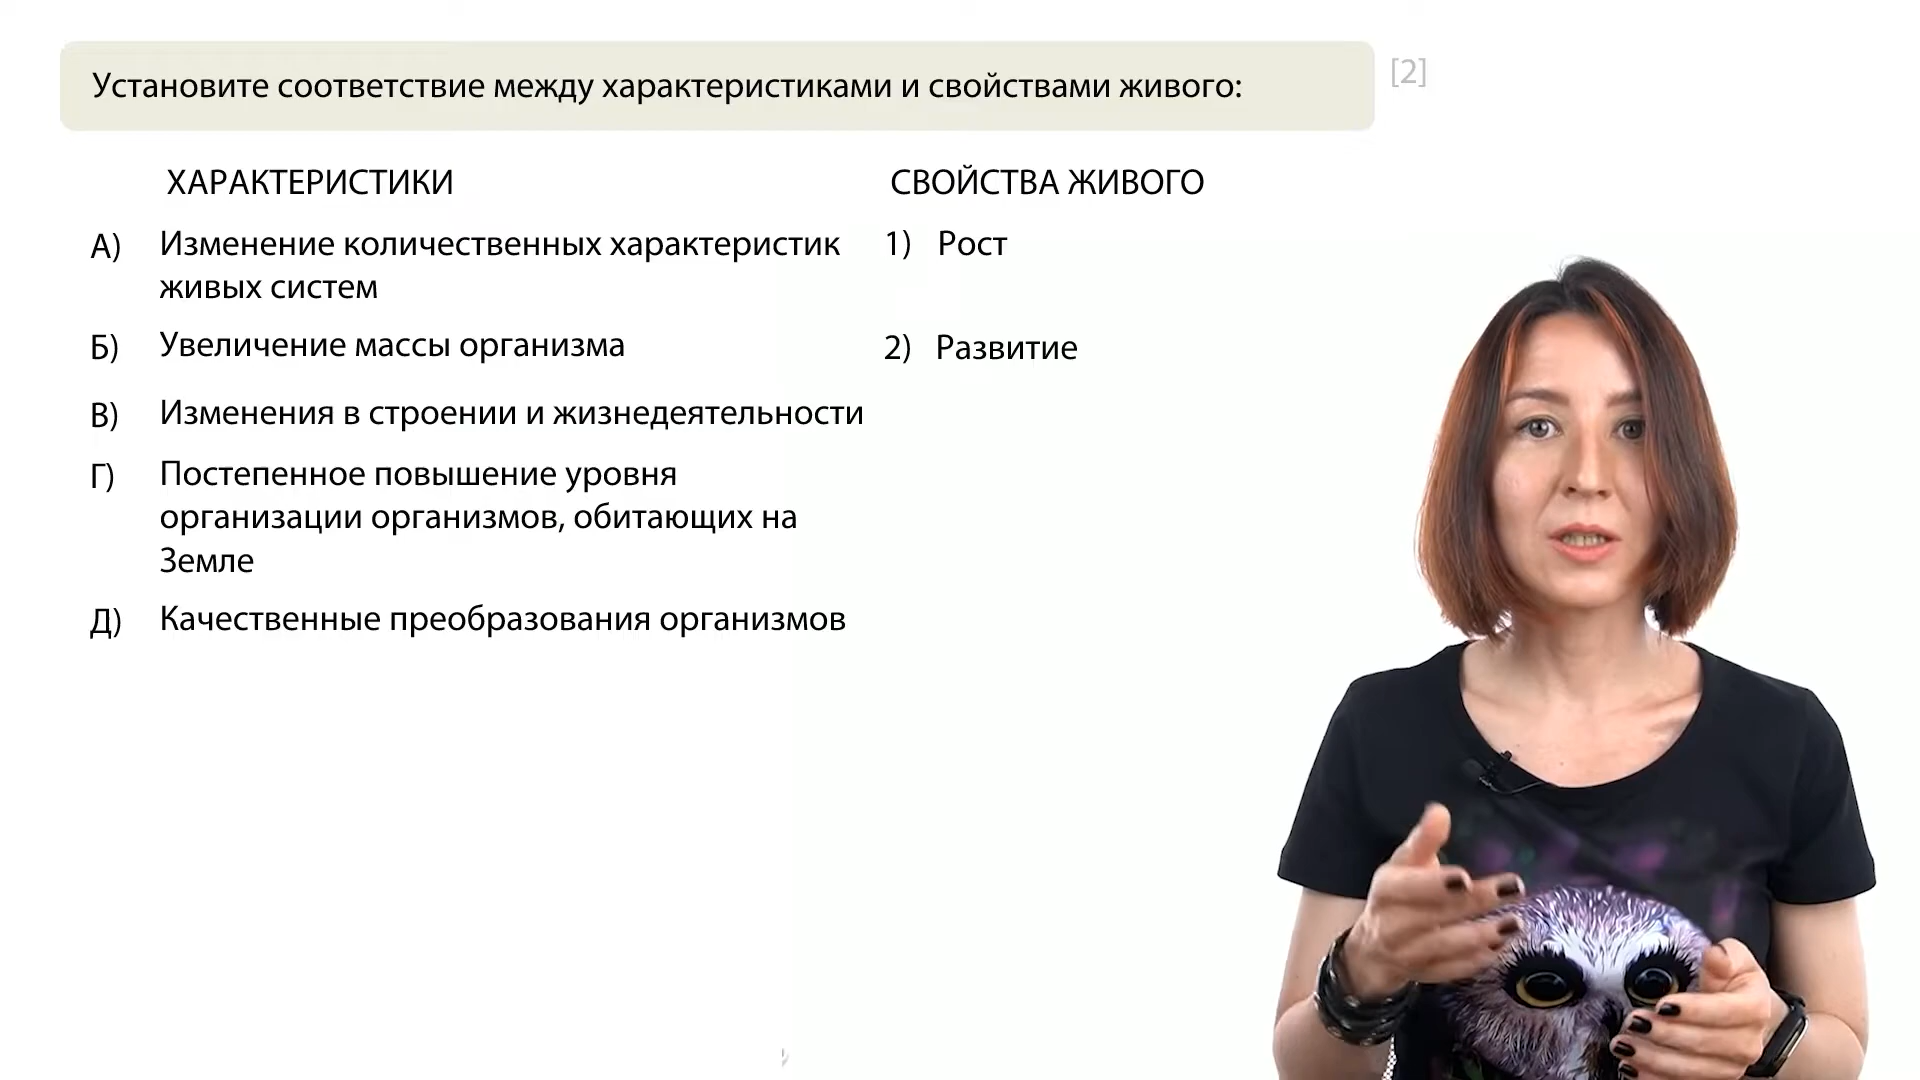 Установите соответствие между характеристиками и свойствами живого:
[2]
ХАРАКТЕРИСТИКИ
СВОЙСТВА ЖИВОГО
А) Изменение количественных характеристик
живых систем
1) Рост
Б) Увеличение массы организма
2) Развитие
В) Изменения в строении и жизнедеятельности
Г) Постепенное повышение уровня
организации организмов, обитающих на
Земле
Д) Качественные преобразования организмов